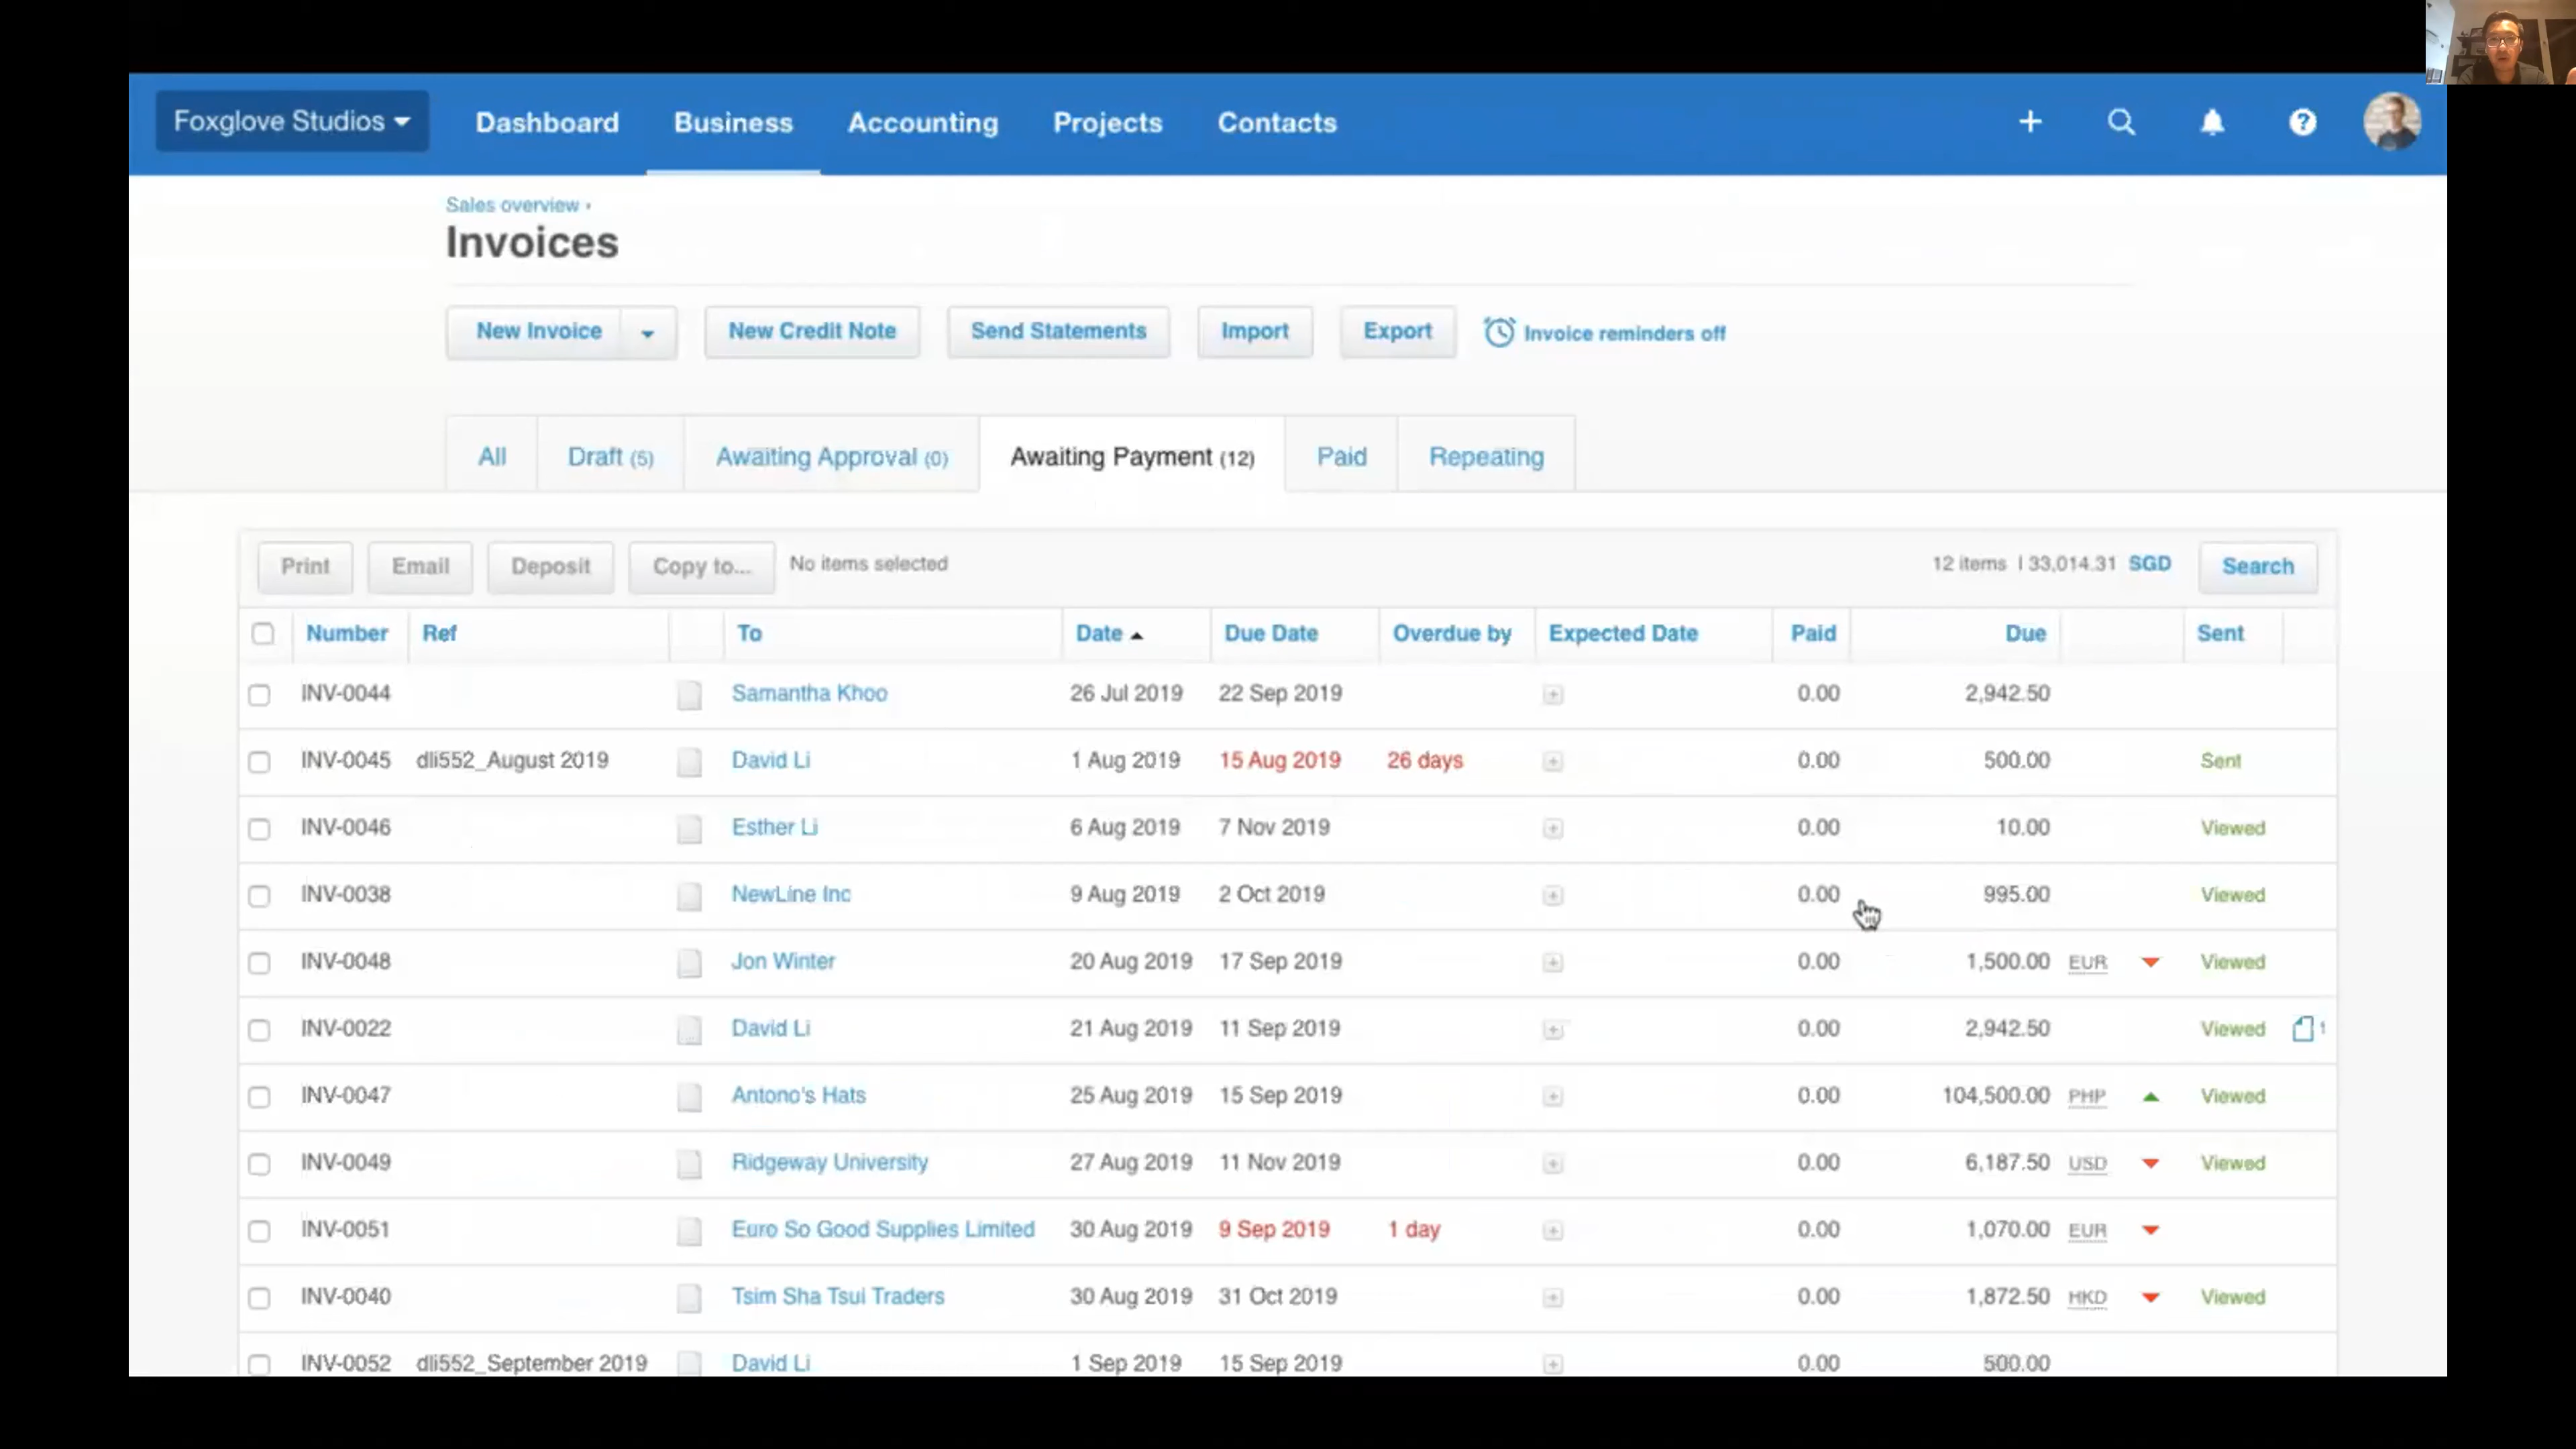 Foxglove Studios Dashboard Business Accounting Projects Contacts
Sales overview ›
Invoices
New Invoice New Credit Note Send Statements Import Export Invoice reminders off
All Draft (5) Awaiting Approval (0) Awaiting Payment (12) Paid Repeating
Print Email Deposit Copy to... No items selected 12 items | 33,014.31 SGD Search
Number Ref To Date Due Date Overdue by Expected Date Paid Due Sent
INV-0044 Samantha Khoo 26 Jul 2019 22 Sep 2019 0.00 2,942.50
INV-0045 dli552_August 2019 David Li 1 Aug 2019 15 Aug 2019 26 days 0.00 500.00 Sent
INV-0046 Esther Li 6 Aug 2019 7 Nov 2019 0.00 10.00 Viewed
INV-0038 NewLine Inc 9 Aug 2019 2 Oct 2019 0.00 995.00 Viewed
INV-0048 Jon Winter 20 Aug 2019 17 Sep 2019 0.00 1,500.00 EUR Viewed
INV-0022 David Li 21 Aug 2019 11 Sep 2019 0.00 2,942.50 Viewed 1
INV-0047 Antono's Hats 25 Aug 2019 15 Sep 2019 0.00 104,500.00 PHP Viewed
INV-0049 Ridgeway University 27 Aug 2019 11 Nov 2019 0.00 6,187.50 USD Viewed
INV-0051 Euro So Good Supplies Limited 30 Aug 2019 9 Sep 2019 1 day 0.00 1,070.00 EUR
INV-0040 Tsim Sha Tsui Traders 30 Aug 2019 31 Oct 2019 0.00 1,872.50 HKD Viewed
INV-0052 dli552_September 2019 David Li 1 Sep 2019 15 Sep 2019 0.00 500.00